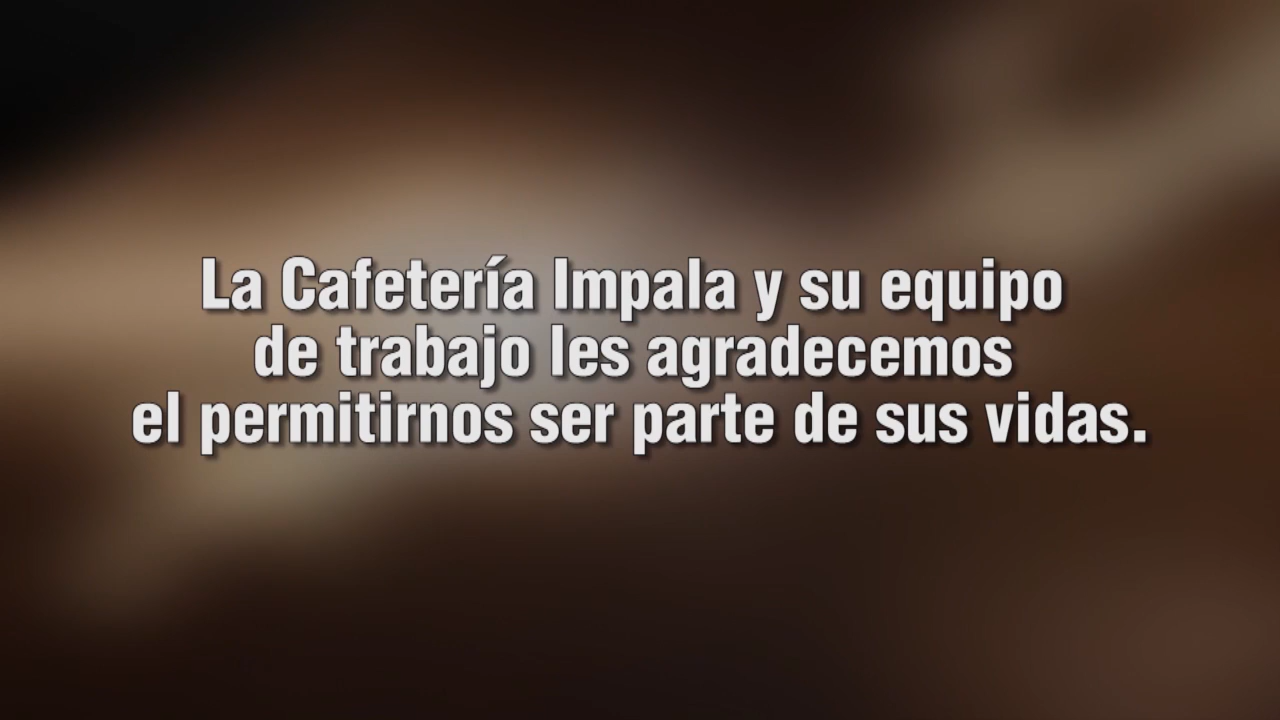 La Cafetería Impala y su equipo
de trabajo les agradecemos
el permitirnos ser parte de sus vidas.